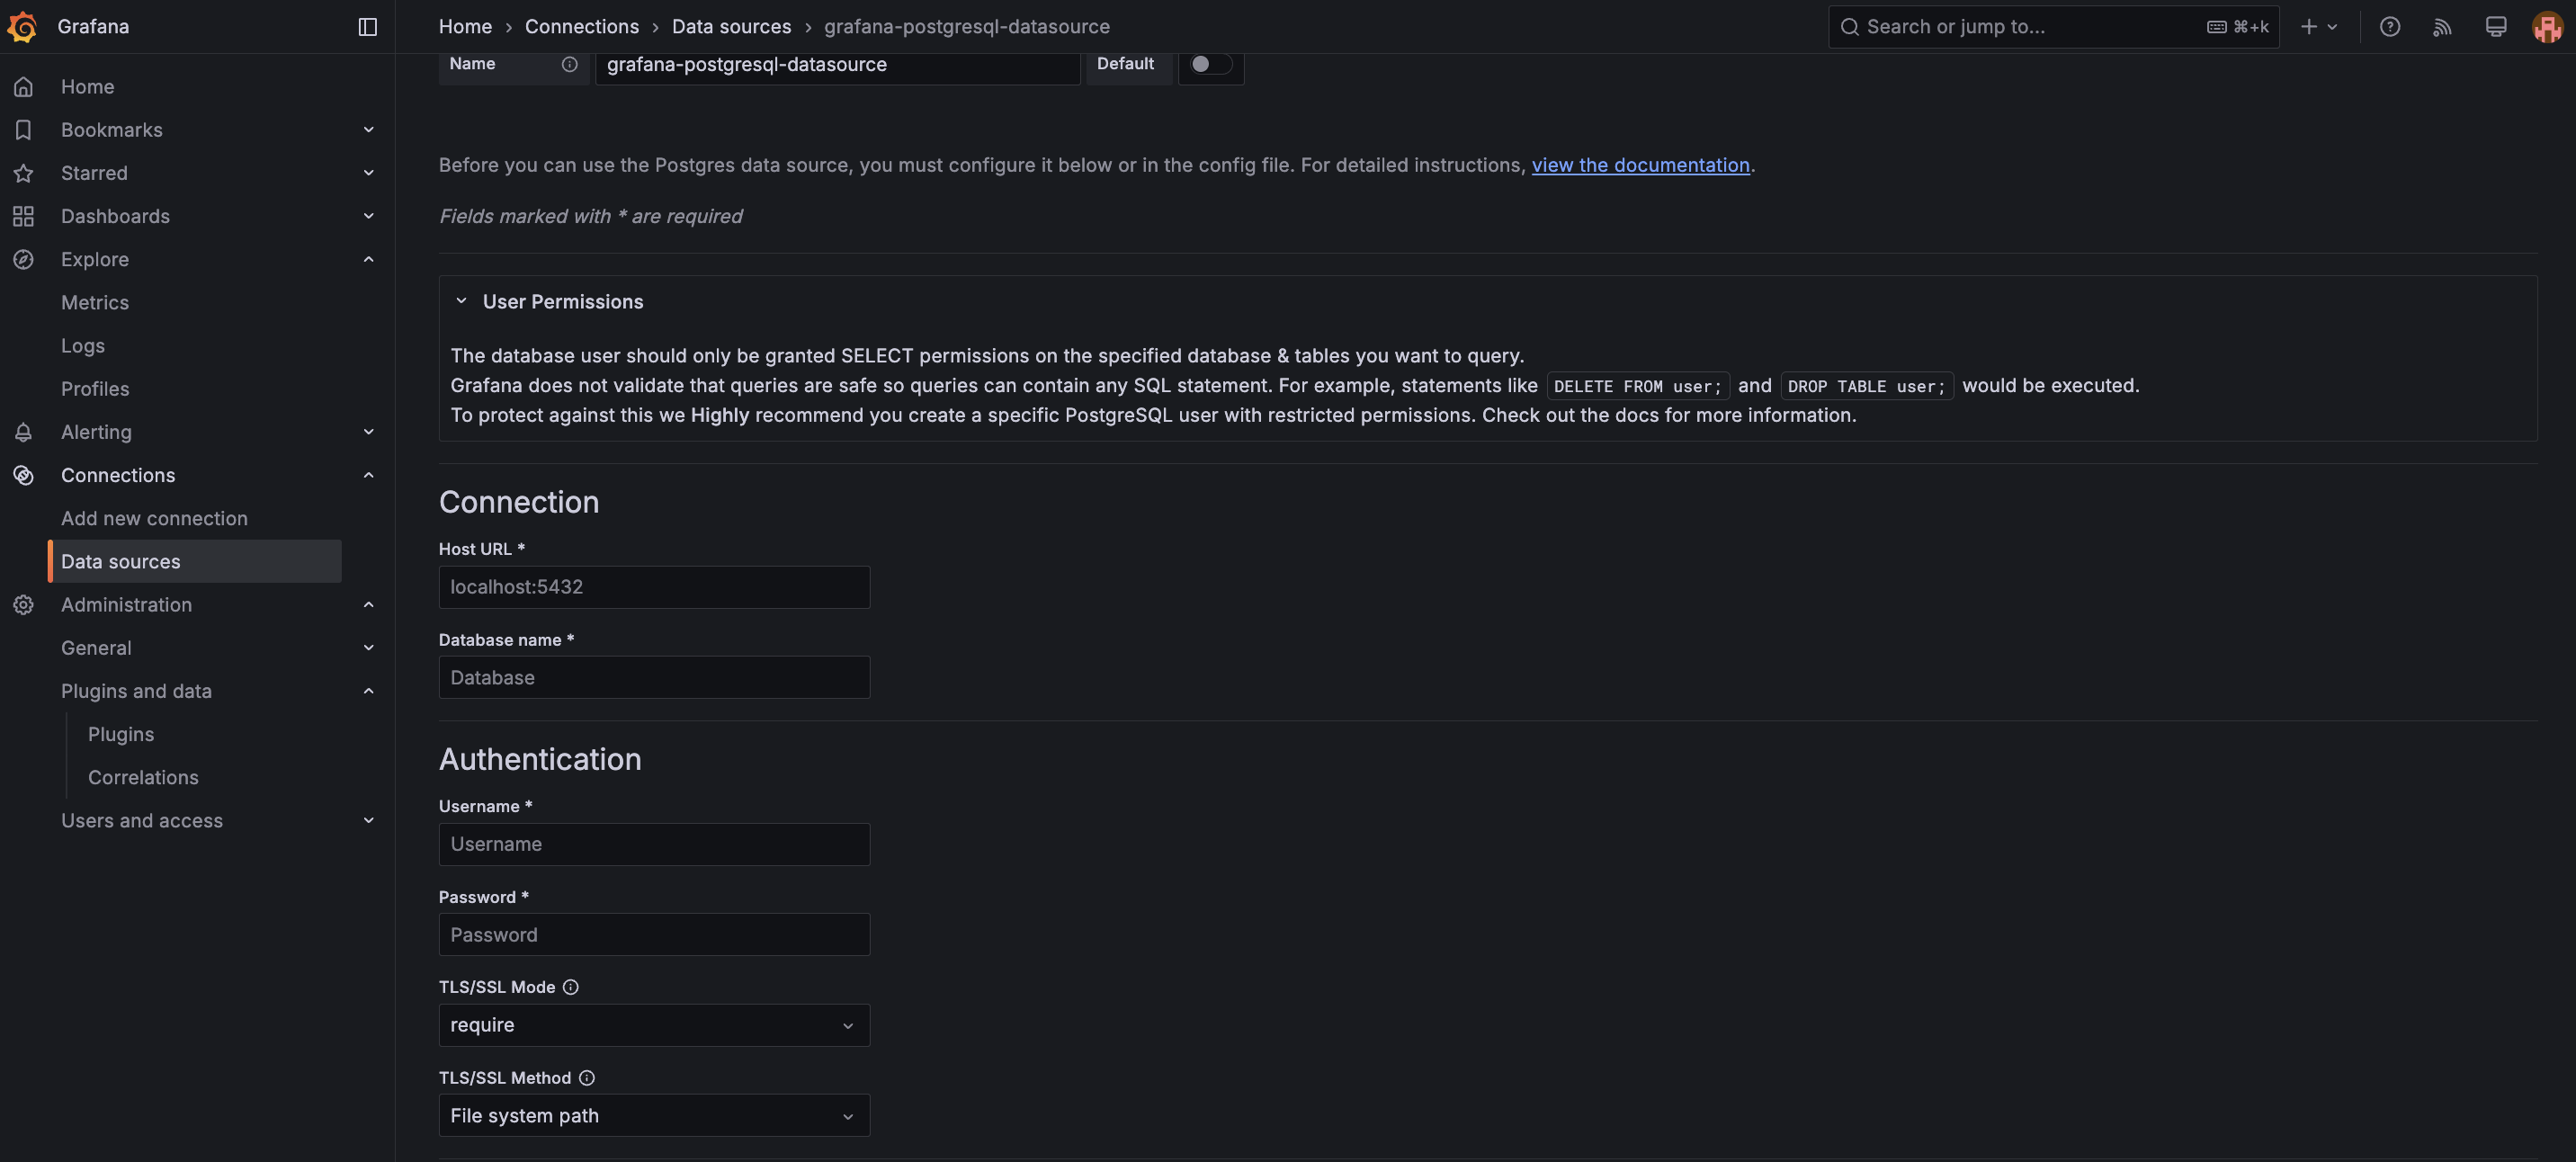 Grafana
Home › Connections › Data sources › grafana-postgresql-datasource
Search or jump to...
⌘+k
Home
Bookmarks
Starred
Dashboards
Explore
Metrics
Logs
Profiles
Alerting
Connections
Add new connection
Data sources
Administration
General
Plugins and data
Plugins
Correlations
Users and access
Name
grafana-postgresql-datasource
Default
Before you can use the Postgres data source, you must configure it below or in the config file. For detailed instructions, view the documentation.
Fields marked with * are required
User Permissions
The database user should only be granted SELECT permissions on the specified database & tables you want to query.
Grafana does not validate that queries are safe so queries can contain any SQL statement. For example, statements like DELETE FROM user; and DROP TABLE user; would be executed.
To protect against this we Highly recommend you create a specific PostgreSQL user with restricted permissions. Check out the docs for more information.
Connection
Host URL *
localhost:5432
Database name *
Database
Authentication
Username *
Username
Password *
Password
TLS/SSL Mode
require
TLS/SSL Method
File system path